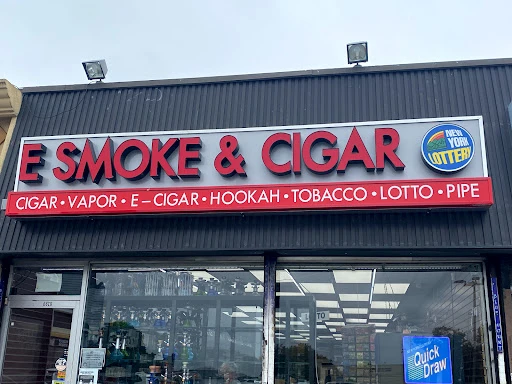 E SMOKE & CIGAR
NEW
YORK
LOTTERY
CIGAR • VAPOR • E – CIGAR • HOOKAH • TOBACCO • LOTTO • PIPE
Quick
Draw